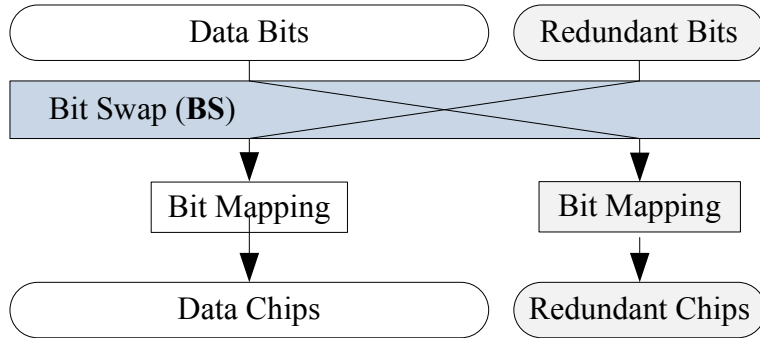 Data Bits
Redundant Bits
Bit Swap (BS)
Bit Mapping
Bit Mapping
Data Chips
Redundant Chips